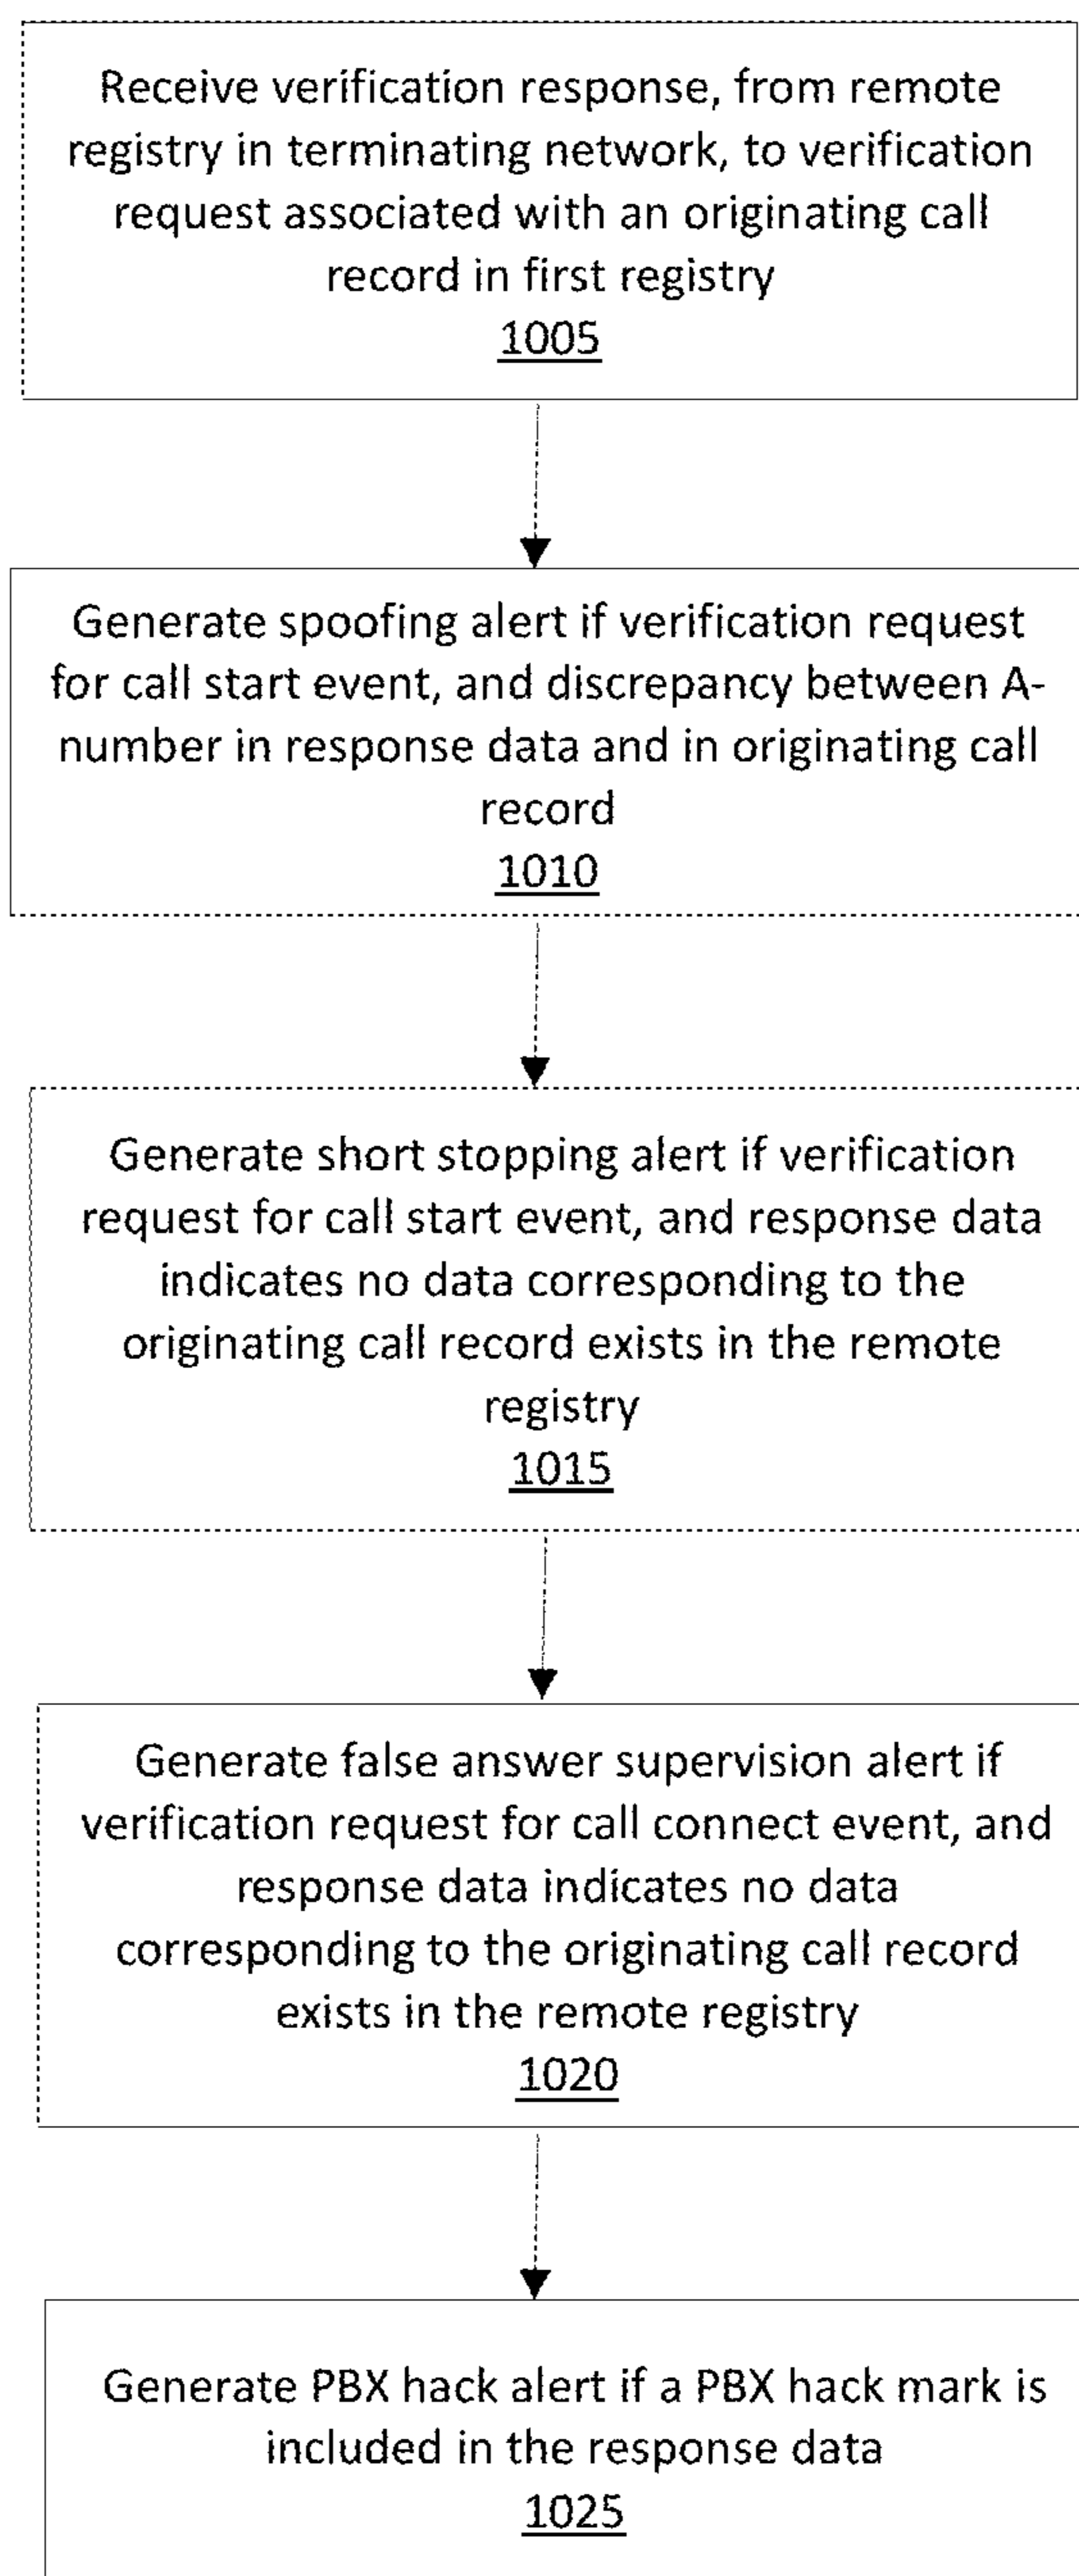 Receive verification response, from remote
registry in terminating network, to verification
request associated with an originating call
record in first registry
1005
Generate spoofing alert if verification request
for call start event, and discrepancy between A-
number in response data and in originating call
record
1010
Generate short stopping alert if verification
request for call start event, and response data
indicates no data corresponding to the
originating call record exists in the remote
registry
1015
Generate false answer supervision alert if
verification request for call connect event, and
response data indicates no data
corresponding to the originating call record
exists in the remote registry
1020
Generate PBX hack alert if a PBX hack mark is
included in the response data
1025